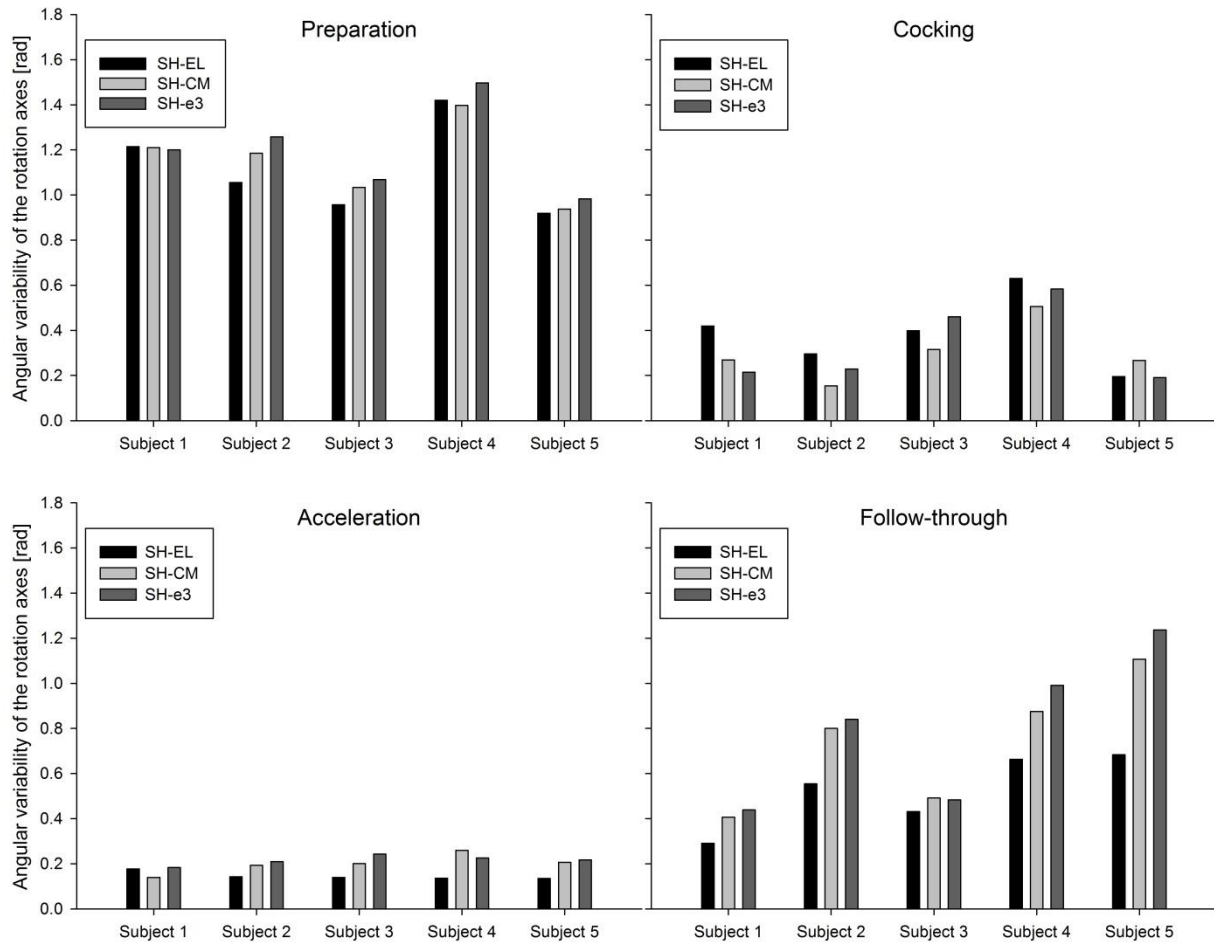 Preparation
SH-EL
SH-CM
SH-e3
Angular variability of the rotation axes [rad]
1.8
1.6
1.4
1.2
1.0
0.8
0.6
0.4
0.2
0.0
Subject 1 Subject 2 Subject 3 Subject 4 Subject 5
Cocking
SH-EL
SH-CM
SH-e3
Subject 1 Subject 2 Subject 3 Subject 4 Subject 5
Acceleration
SH-EL
SH-CM
SH-e3
Angular variability of the rotation axes [rad]
1.8
1.6
1.4
1.2
1.0
0.8
0.6
0.4
0.2
0.0
Subject 1 Subject 2 Subject 3 Subject 4 Subject 5
Follow-through
SH-EL
SH-CM
SH-e3
Subject 1 Subject 2 Subject 3 Subject 4 Subject 5